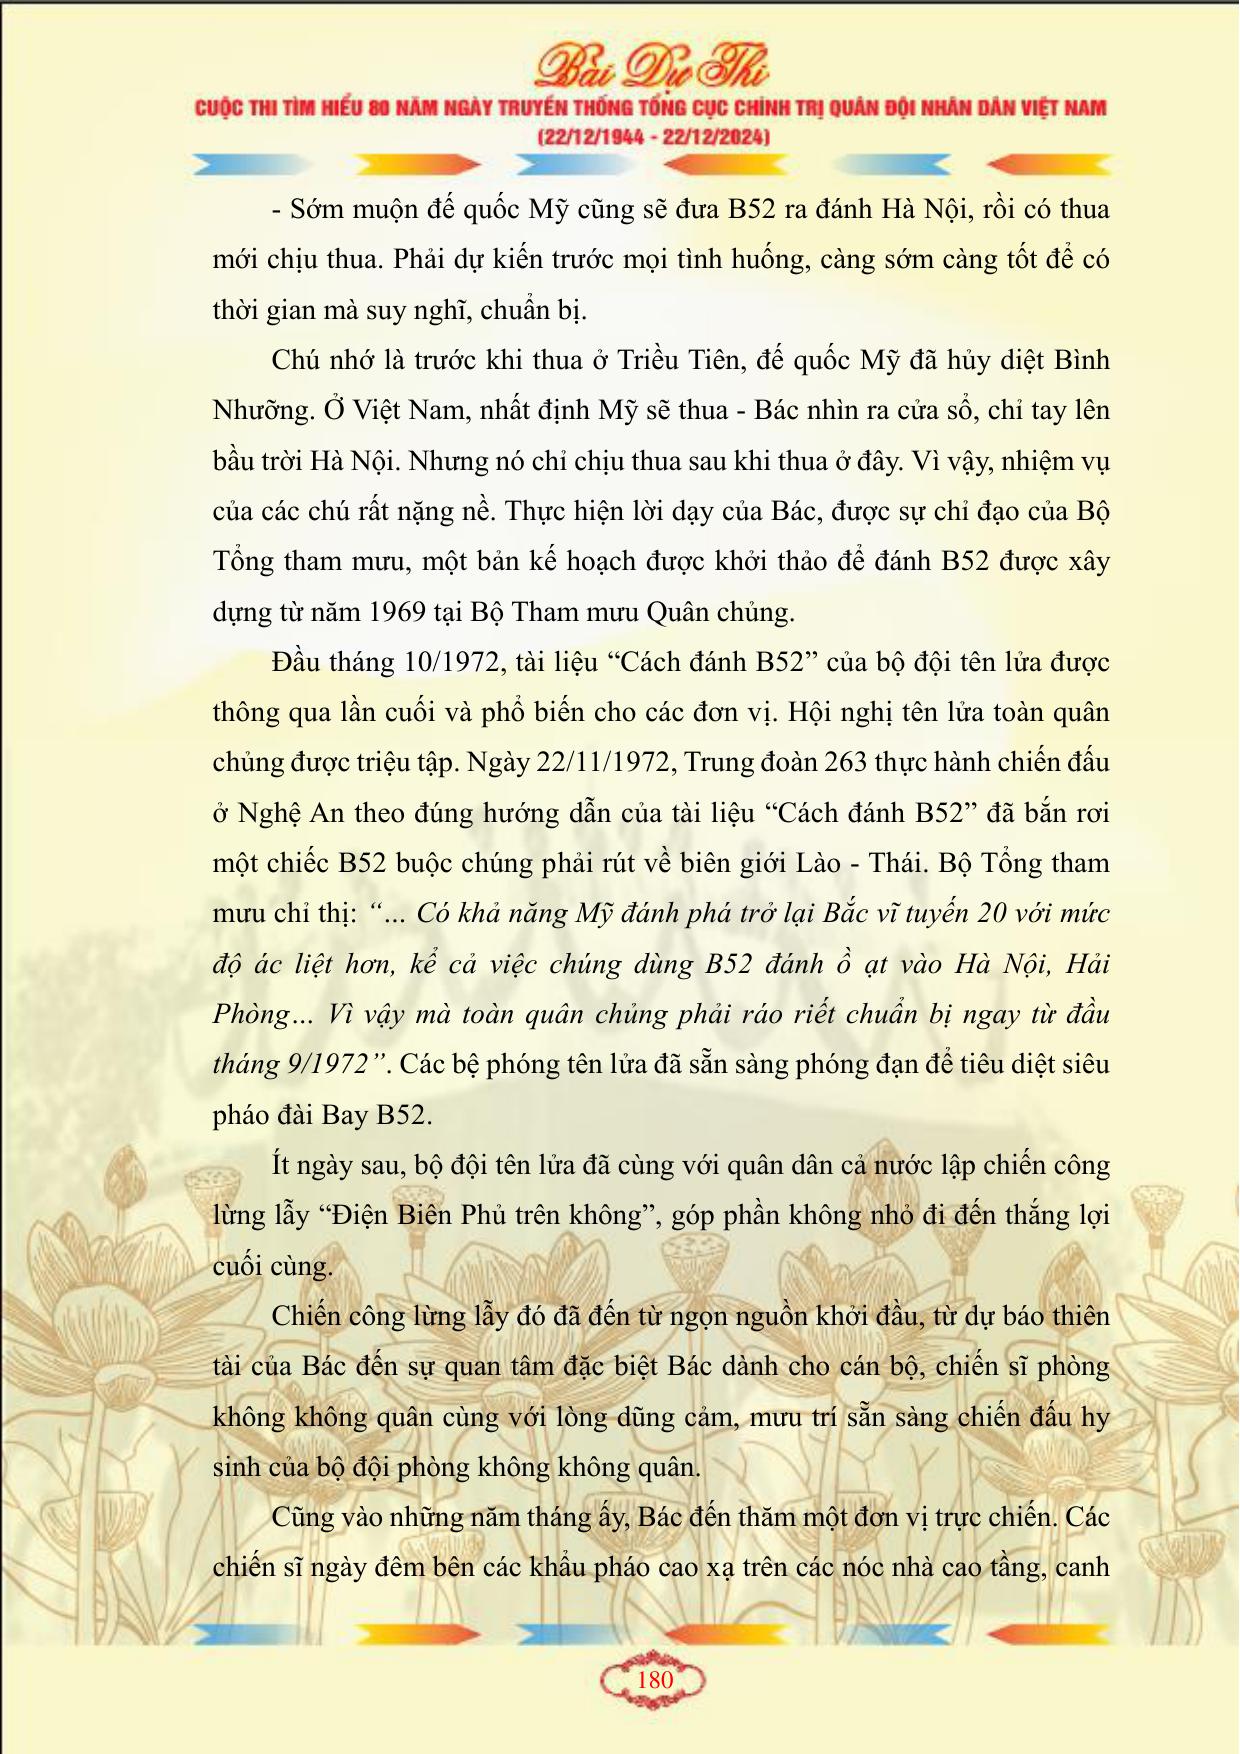 Bài Dự Thi
CUỘC THI TÌM HIỂU 80 NĂM NGÀY TRUYỀN THỐNG TỔNG CỤC CHÍNH TRỊ QUÂN ĐỘI NHÂN DÂN VIỆT NAM
(22/12/1944 - 22/12/2024)
- Sớm muộn đế quốc Mỹ cũng sẽ đưa B52 ra đánh Hà Nội, rồi có thua
mới chịu thua. Phải dự kiến trước mọi tình huống, càng sớm càng tốt để có
thời gian mà suy nghĩ, chuẩn bị.
Chú nhớ là trước khi thua ở Triều Tiên, đế quốc Mỹ đã hủy diệt Bình
Nhưỡng. Ở Việt Nam, nhất định Mỹ sẽ thua - Bác nhìn ra cửa sổ, chỉ tay lên
bầu trời Hà Nội. Nhưng nó chỉ chịu thua sau khi thua ở đây. Vì vậy, nhiệm vụ
của các chú rất nặng nề. Thực hiện lời dạy của Bác, được sự chỉ đạo của Bộ
Tổng tham mưu, một bản kế hoạch được khởi thảo để đánh B52 được xây
dựng từ năm 1969 tại Bộ Tham mưu Quân chủng.
Đầu tháng 10/1972, tài liệu “Cách đánh B52” của bộ đội tên lửa được
thông qua lần cuối và phổ biến cho các đơn vị. Hội nghị tên lửa toàn quân
chủng được triệu tập. Ngày 22/11/1972, Trung đoàn 263 thực hành chiến đấu
ở Nghệ An theo đúng hướng dẫn của tài liệu “Cách đánh B52” đã bắn rơi
một chiếc B52 buộc chúng phải rút về biên giới Lào - Thái. Bộ Tổng tham
mưu chỉ thị: “... Có khả năng Mỹ đánh phá trở lại Bắc vĩ tuyến 20 với mức
độ ác liệt hơn, kể cả việc chúng dùng B52 đánh ồ ạt vào Hà Nội, Hải
Phòng... Vì vậy mà toàn quân chủng phải ráo riết chuẩn bị ngay từ đầu
tháng 9/1972”. Các bệ phóng tên lửa đã sẵn sàng phóng đạn để tiêu diệt siêu
pháo đài Bay B52.
Ít ngày sau, bộ đội tên lửa đã cùng với quân dân cả nước lập chiến công
lừng lẫy “Điện Biên Phủ trên không”, góp phần không nhỏ đi đến thắng lợi
cuối cùng.
Chiến công lừng lẫy đó đã đến từ ngọn nguồn khởi đầu, từ dự báo thiên
tài của Bác đến sự quan tâm đặc biệt Bác dành cho cán bộ, chiến sĩ phòng
không không quân cùng với lòng dũng cảm, mưu trí sẵn sàng chiến đấu hy
sinh của bộ đội phòng không không quân.
Cũng vào những năm tháng ấy, Bác đến thăm một đơn vị trực chiến. Các
chiến sĩ ngày đêm bên các khẩu pháo cao xạ trên các nóc nhà cao tầng, canh
180